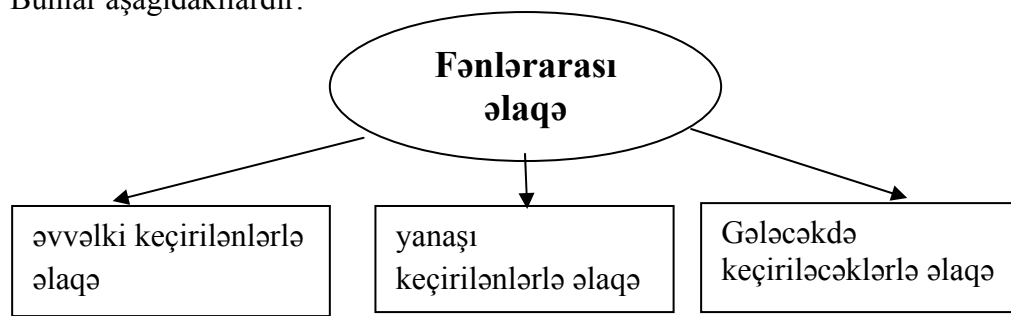 Bunlar aşağıdakılardır:
Fənlərarası
əlaqə
əvvəlki keçirilənlərlə
əlaqə
yanaşı
keçirilənlərlə əlaqə
Gələcəkdə
keçiriləcəklərlə əlaqə